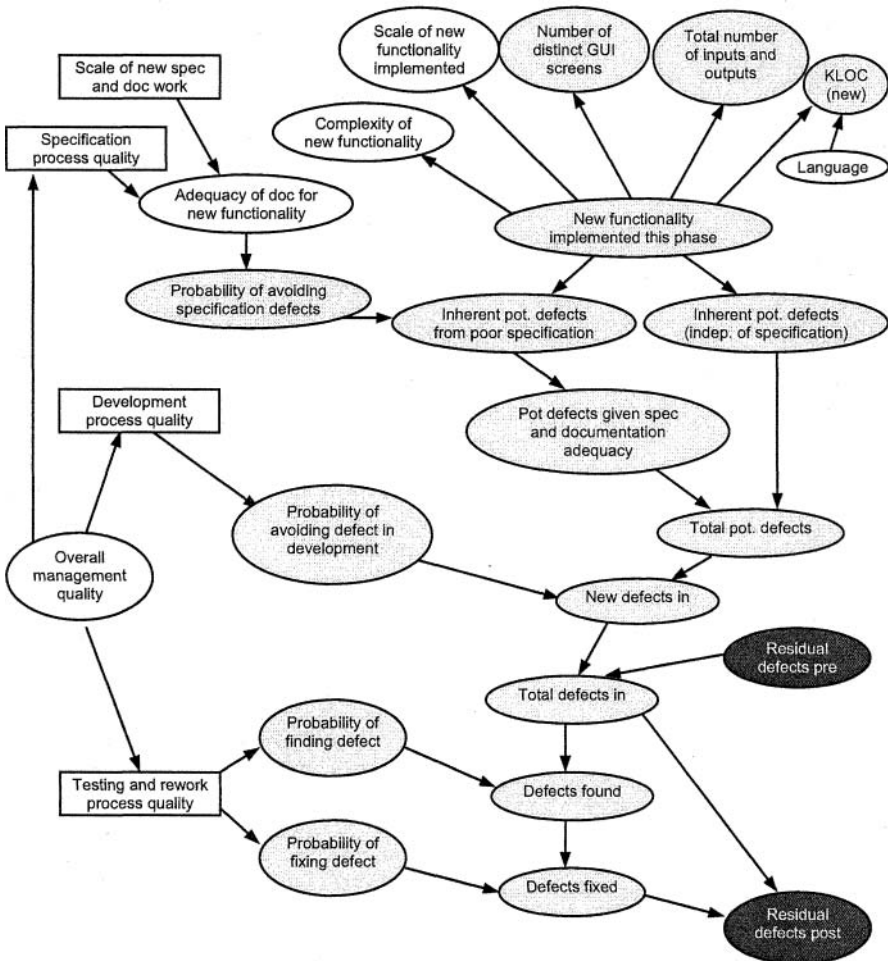 Scale of new
functionality
implemented
Number of
distinct GUI
screens
Total number
of inputs and
outputs
KLOC
(new)
Scale of new spec
and doc work
Complexity of
new functionality
Specification
process quality
Language
Adequacy of doc for
new functionality
New functionality
implemented this phase
Probability of avoiding
specification defects
Inherent pot. defects
from poor specification
Inherent pot. defects
(indep. of specification)
Development
process quality
Pot defects given spec
and documentation
adequacy
Probability of
avoiding defect in
development
Total pot. defects
Overall
management
quality
New defects in
Residual
defects pre
Total defects in
Probability of
finding defect
Testing and rework
process quality
Defects found
Probability of
fixing defect
Defects fixed
Residual
defects post